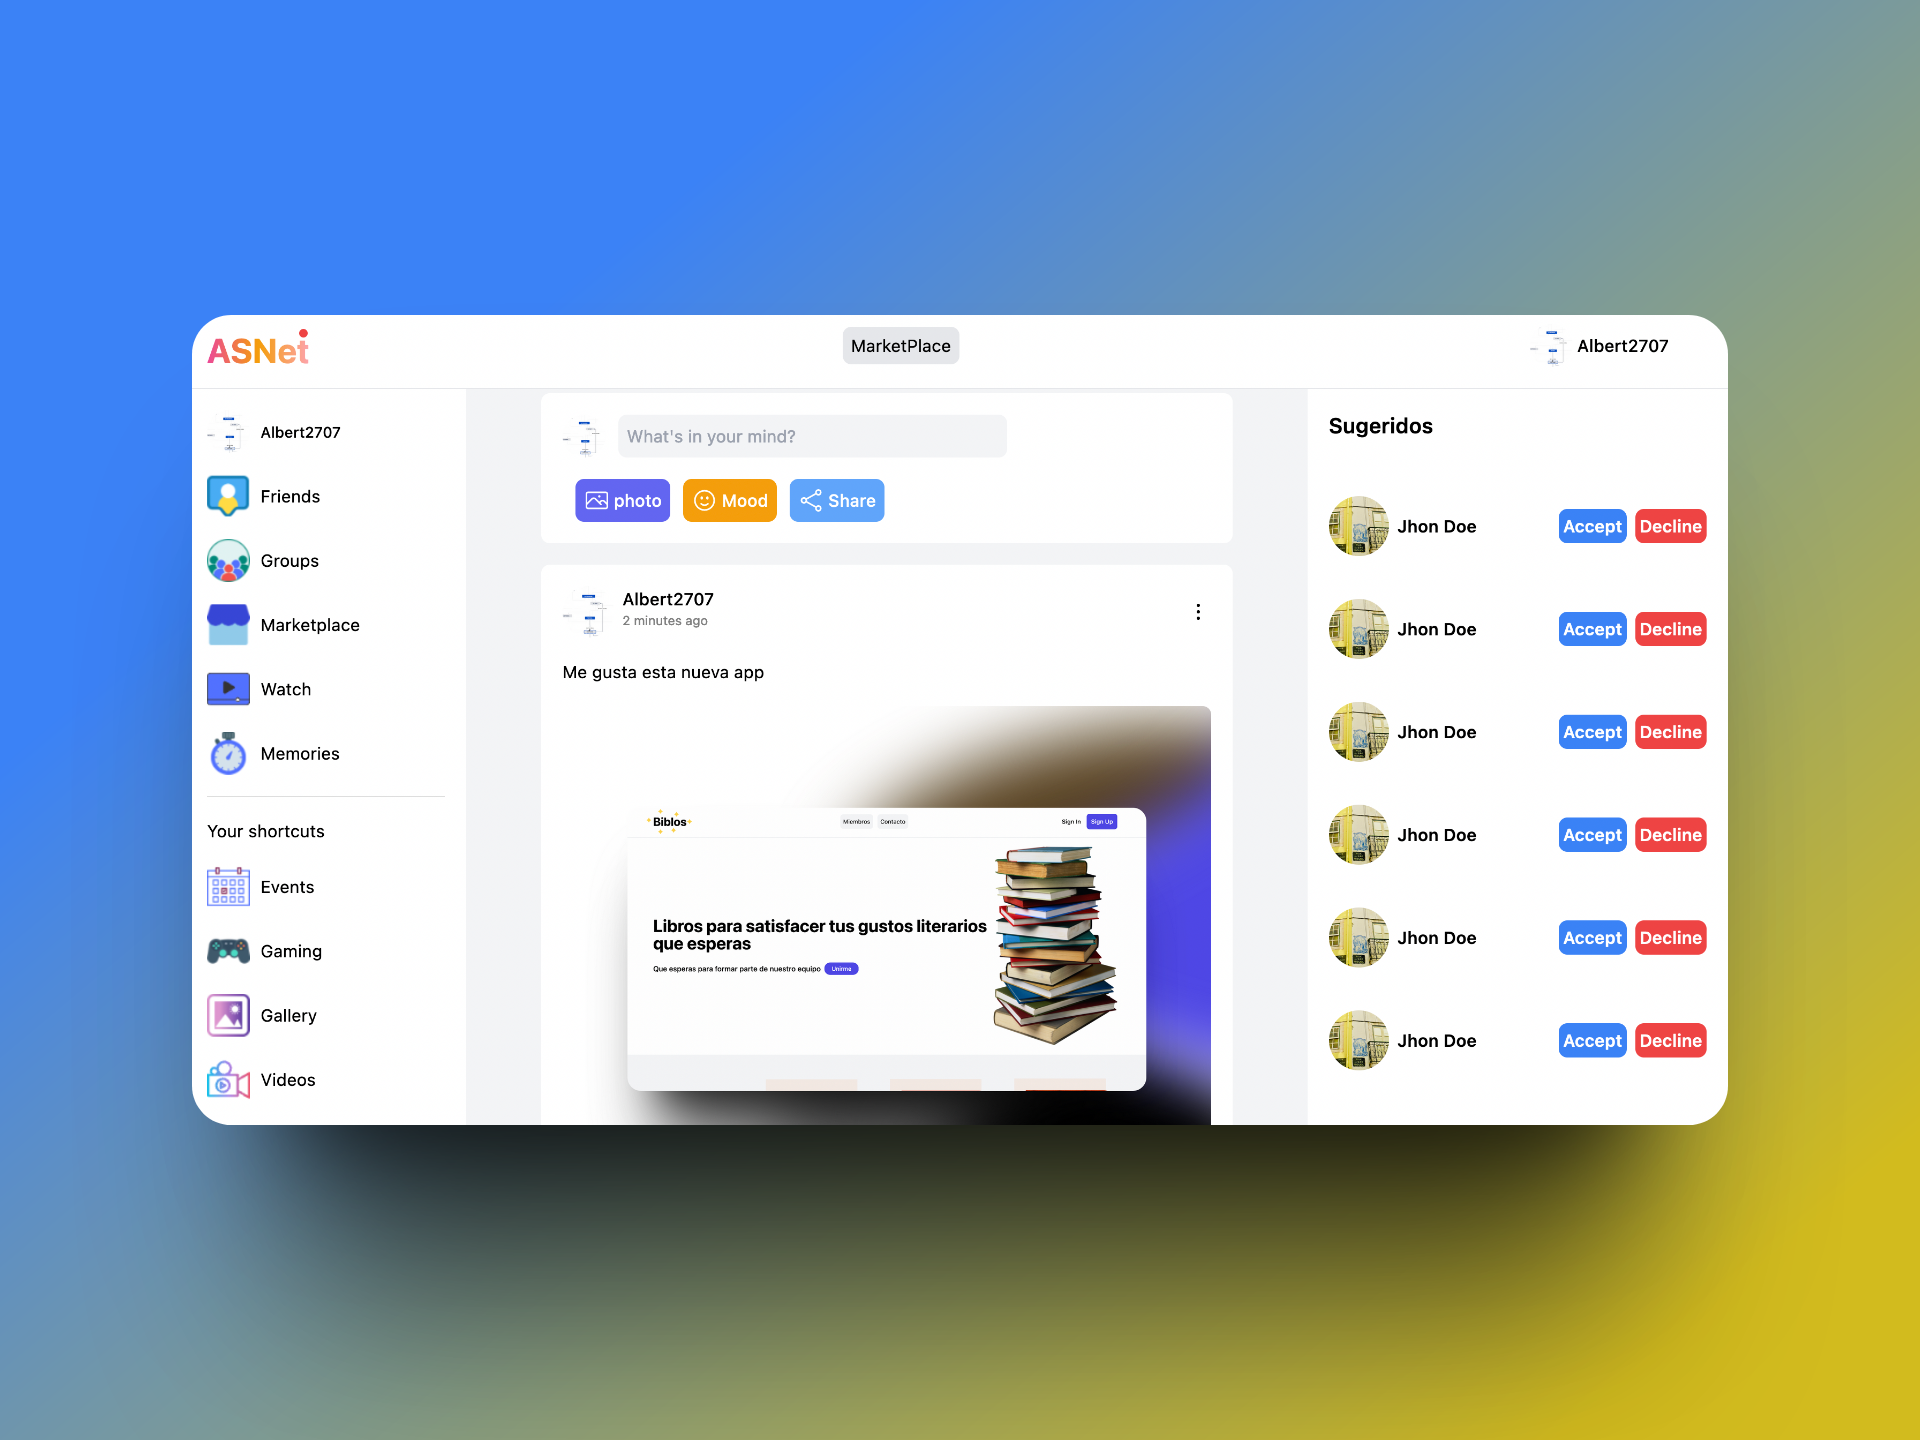 ASNet
MarketPlace
Albert2707
Albert2707
Friends
Groups
Marketplace
Watch
Memories
Your shortcuts
Events
Gaming
Gallery
Videos
What's in your mind?
photo
Mood
Share
Albert2707
2 minutes ago
Me gusta esta nueva app
Biblos
Miembros
Contacto
Sign In
Sign Up
Libros para satisfacer tus gustos literarios
que esperas
Que esperas para formar parte de nuestro equipo
Unirme
Sugeridos
Jhon Doe
Accept
Decline
Jhon Doe
Accept
Decline
Jhon Doe
Accept
Decline
Jhon Doe
Accept
Decline
Jhon Doe
Accept
Decline
Jhon Doe
Accept
Decline